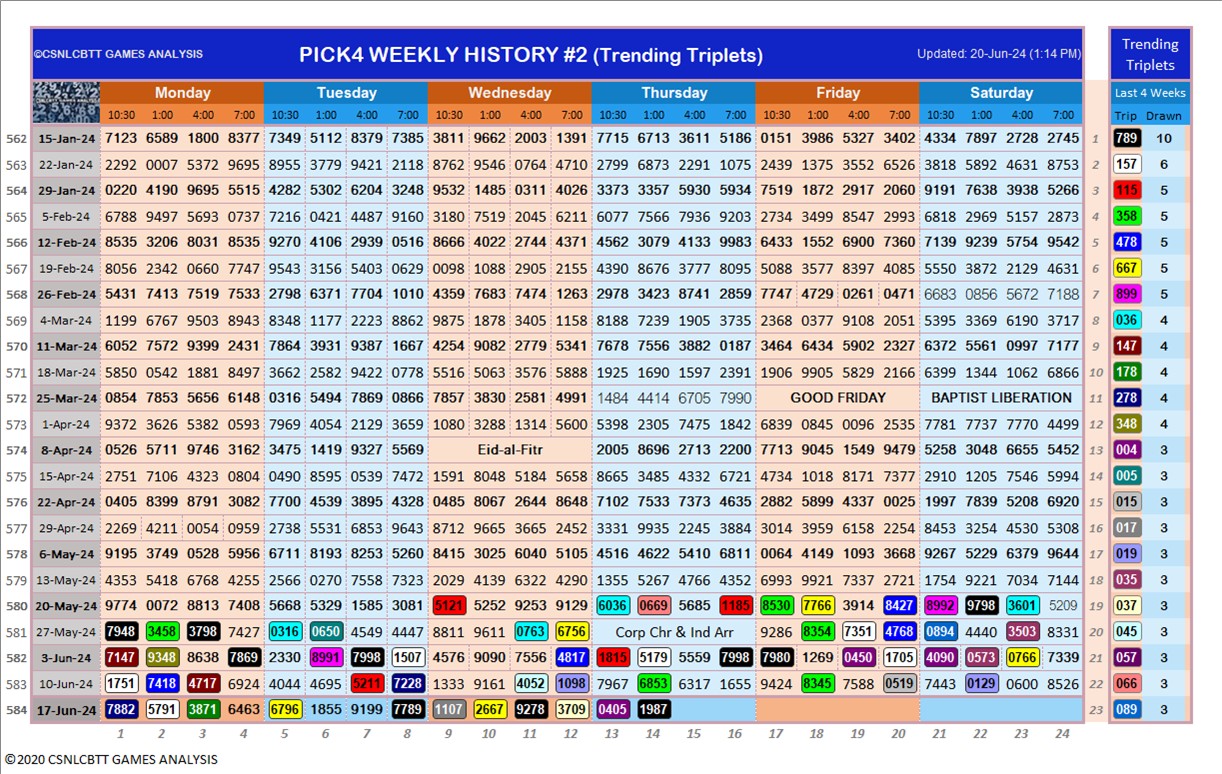 ©CSNLCBTT GAMES ANALYSIS PICK4 WEEKLY HISTORY #2 (Trending Triplets) Updated: 20-Jun-24 (1:14 PM)
Trending Triplets
Monday Tuesday Wednesday Thursday Friday Saturday Last 4 Weeks
10:30 1:00 4:00 7:00 10:30 1:00 4:00 7:00 10:30 1:00 4:00 7:00 10:30 1:00 4:00 7:00 10:30 1:00 4:00 7:00 10:30 1:00 4:00 7:00 Trip Drawn
562 15-Jan-24 7123 6589 1800 8377 7349 5112 8379 7385 3811 9662 2003 1391 7715 6713 3611 5186 0151 3986 5327 3402 4334 7897 2728 2745 1 789 10
563 22-Jan-24 2292 0007 5372 9695 8955 3779 9421 2118 8762 9546 0764 4710 2799 6873 2291 1075 2439 1375 3552 6526 3818 5892 4631 8753 2 157 6
564 29-Jan-24 0220 4190 9695 5515 4282 5302 6204 3248 9532 1485 0311 4026 3373 3357 5930 5934 7519 1872 2917 2060 9191 7638 3938 5266 3 115 5
565 5-Feb-24 6788 9497 5693 0737 7216 0421 4487 9160 3180 7519 2045 6211 6077 7566 7936 9203 2734 3499 8547 2993 6818 2969 5157 2873 4 358 5
566 12-Feb-24 8535 3206 8031 8535 9270 4106 2939 0516 8666 4022 2744 4371 4562 3079 4133 9983 6433 1552 6900 7360 7139 9239 5754 9542 5 478 5
567 19-Feb-24 8056 2342 0660 7747 9543 3156 5403 0629 0098 1088 2905 2155 4390 8676 3777 8095 5088 3577 8397 4085 5550 3872 2129 4631 6 667 5
568 26-Feb-24 5431 7413 7519 7533 2798 6371 7704 1010 9359 7683 7474 1263 2978 3423 8741 2859 7747 4729 0261 0471 6683 0856 5672 7188 7 899 5
569 4-Mar-24 1199 6767 9503 8943 8348 1177 2223 8862 9875 1878 3405 1158 8188 7239 1905 3735 2368 0377 9108 2051 5395 3369 6190 3717 8 036 4
570 11-Mar-24 6052 7572 9399 2431 7864 3931 9387 1667 4254 9082 2779 5341 7678 7556 3882 0187 3464 6434 5902 2327 6372 5561 0997 7177 9 147 4
571 18-Mar-24 5850 0542 1881 8497 3662 2582 9422 0778 5516 5063 3576 5888 1925 1690 1597 2391 1906 9905 5829 2166 6399 1344 1062 6866 10 178 4
572 25-Mar-24 0854 7853 5656 6148 0316 5494 7869 0866 7857 3830 2581 4991 1484 4414 6705 7990 GOOD FRIDAY BAPTIST LIBERATION 11 278 4
573 1-Apr-24 9372 3626 5382 0593 7969 4054 2129 3659 1080 3288 1314 5600 5398 2305 7475 1842 6839 0845 0096 2535 7781 7737 7770 4499 12 348 4
574 8-Apr-24 0526 5711 9746 3162 3475 1419 9327 5569 Eid-al-Fitr 2005 8696 2713 2200 7713 9045 1549 9479 5258 3048 6655 5452 13 004 3
575 15-Apr-24 2751 7106 4323 0804 0490 8595 0539 7472 1591 8048 5184 5658 8665 3485 4332 6721 4734 1018 8171 7377 2910 1205 7546 5994 14 005 3
576 22-Apr-24 0405 8399 8791 3082 7700 4539 3895 4328 0485 8067 2644 8648 7102 7533 7373 4635 2882 5899 4337 0025 1997 7839 5208 6920 15 015 3
577 29-Apr-24 2269 4211 0054 0959 2738 5531 6853 9643 8712 9665 3665 2452 3331 9935 2245 3884 3014 3959 6158 2254 8453 3254 4530 5308 16 017 3
578 6-May-24 9195 3749 0528 5956 6711 8193 8253 5260 8415 3025 6040 5105 4516 4622 5410 6811 0064 4149 1093 3668 9267 5229 6379 9644 17 019 3
579 13-May-24 4353 5418 6768 4255 2566 0270 7558 7323 2029 4139 6322 4290 1355 5267 4766 4352 6993 9921 7337 2721 1754 9221 7034 7144 18 035 3
580 20-May-24 9774 0072 8813 7408 5668 5329 1585 3081 5121 5252 9253 9129 6036 0669 5685 1185 8530 7766 3914 8427 8992 9798 3601 5209 19 037 3
581 27-May-24 7948 3458 3798 7427 0316 0650 4549 4447 8811 9611 0763 6756 Corp Chr & Ind Arr 9286 8354 7351 4768 0894 4440 3503 8331 20 045 3
582 3-Jun-24 7147 9348 8638 7869 2330 8991 7998 1507 4576 9090 7556 4817 1815 5179 5559 7998 7980 1269 0450 1705 4090 0573 0766 7339 21 057 3
583 10-Jun-24 1751 7418 4717 6924 4044 4695 5211 7228 1333 9161 4052 1098 7967 6853 6317 1655 9424 8345 7588 0519 7443 0129 0600 8526 22 066 3
584 17-Jun-24 7882 5791 3871 6463 6796 1855 9199 7789 1107 2667 9278 3709 0405 1987 23 089 3
1 2 3 4 5 6 7 8 9 10 11 12 13 14 15 16 17 18 19 20 21 22 23 24
©2020 CSNLCBTT GAMES ANALYSIS